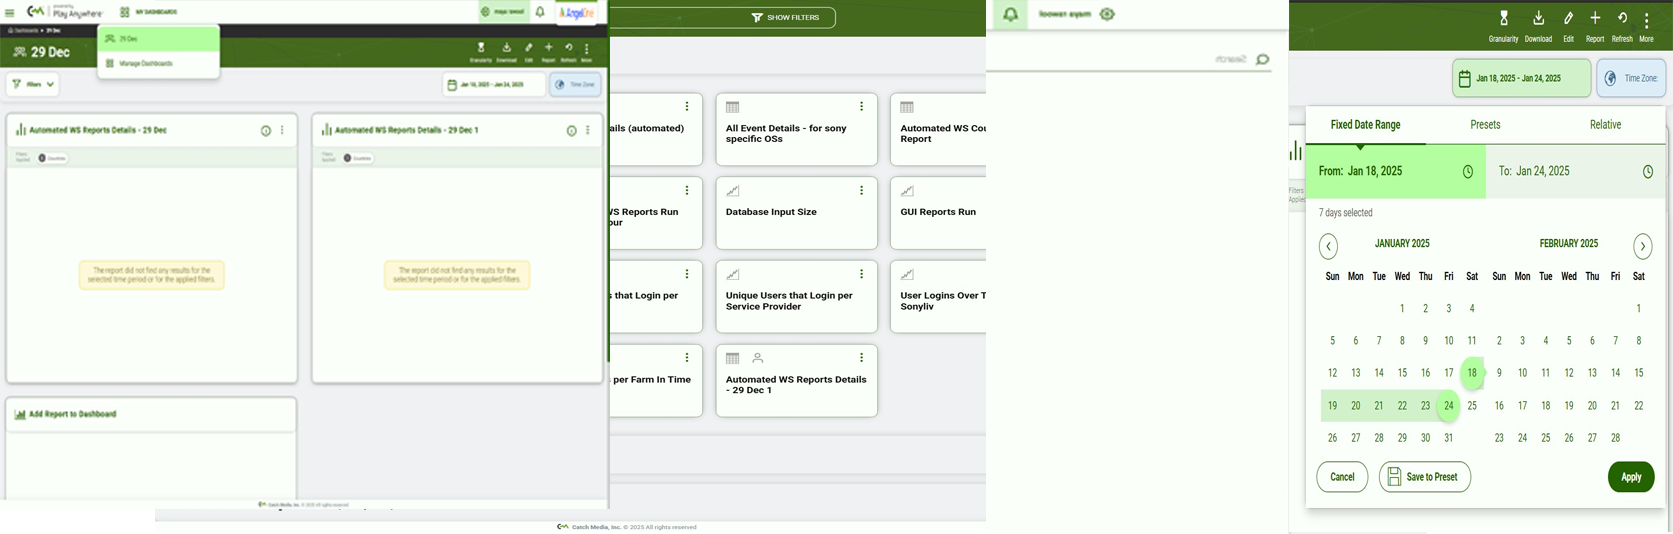 powered by
Play Anywhere
MY DASHBOARDS
AngelOne
Dashboards
29 Dec
29 Dec
Manage Dashboards
29 Dec
Granularity
Download
Edit
Report
Refresh
More
Filters
Jan 18, 2025 - Jan 24, 2025
Time Zone:
Automated WS Reports Details - 29 Dec
Filters
Applied
Countries
The report did not find any results for the
selected time period or for the applied filters.
Automated WS Reports Details - 29 Dec 1
Filters
Applied
Countries
The report did not find any results for the
selected time period or for the applied filters.
Add Report to Dashboard
Catch Media, Inc. © 2025 All rights reserved
SHOW FILTERS
ails (automated)
All Event Details - for sony
specific OSs
Automated WS Cou
Report
WS Reports Run
our
Database Input Size
GUI Reports Run
s that Login per
Unique Users that Login per
Service Provider
User Logins Over T
Sonyliv
per Farm In Time
Automated WS Reports Details
- 29 Dec 1
Catch Media, Inc. © 2025 All rights reserved
Search
Granularity
Download
Edit
Report
Refresh
More
Jan 18, 2025 - Jan 24, 2025
Time Zone:
Filters
Applied
Fixed Date Range
Presets
Relative
From: Jan 18, 2025
To: Jan 24, 2025
7 days selected
JANUARY 2025
FEBRUARY 2025
Sun Mon Tue Wed Thu Fri Sat Sun Mon Tue Wed Thu Fri Sat
1 2 3 4 1
5 6 7 8 9 10 11 2 3 4 5 6 7 8
12 13 14 15 16 17 18 9 10 11 12 13 14 15
19 20 21 22 23 24 25 16 17 18 19 20 21 22
26 27 28 29 30 31 23 24 25 26 27 28
Cancel
Save to Preset
Apply